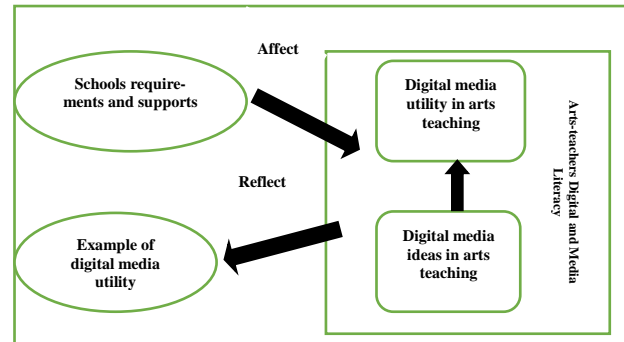 Affect
Schools require-
ments and supports
Digital media
utility in arts
teaching
Arts-teachers Digital and Media
Literacy
Reflect
Example of
digital media
utility
Digital media
ideas in arts
teaching